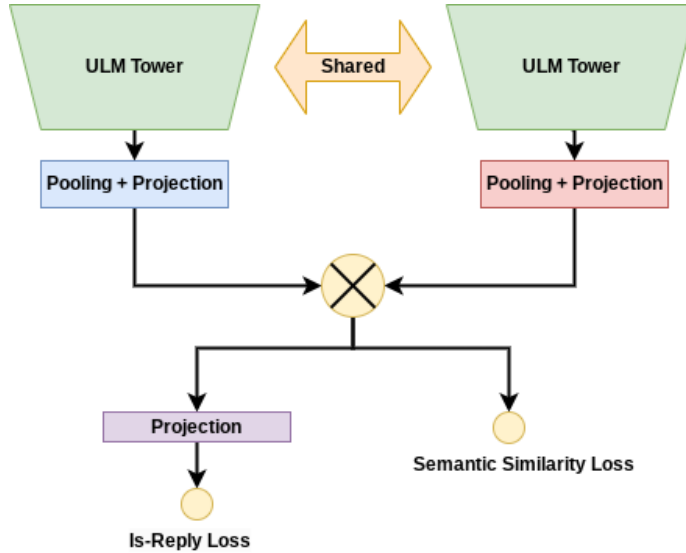 ULM Tower
Shared
ULM Tower
Pooling + Projection
Pooling + Projection
Projection
Semantic Similarity Loss
Is-Reply Loss